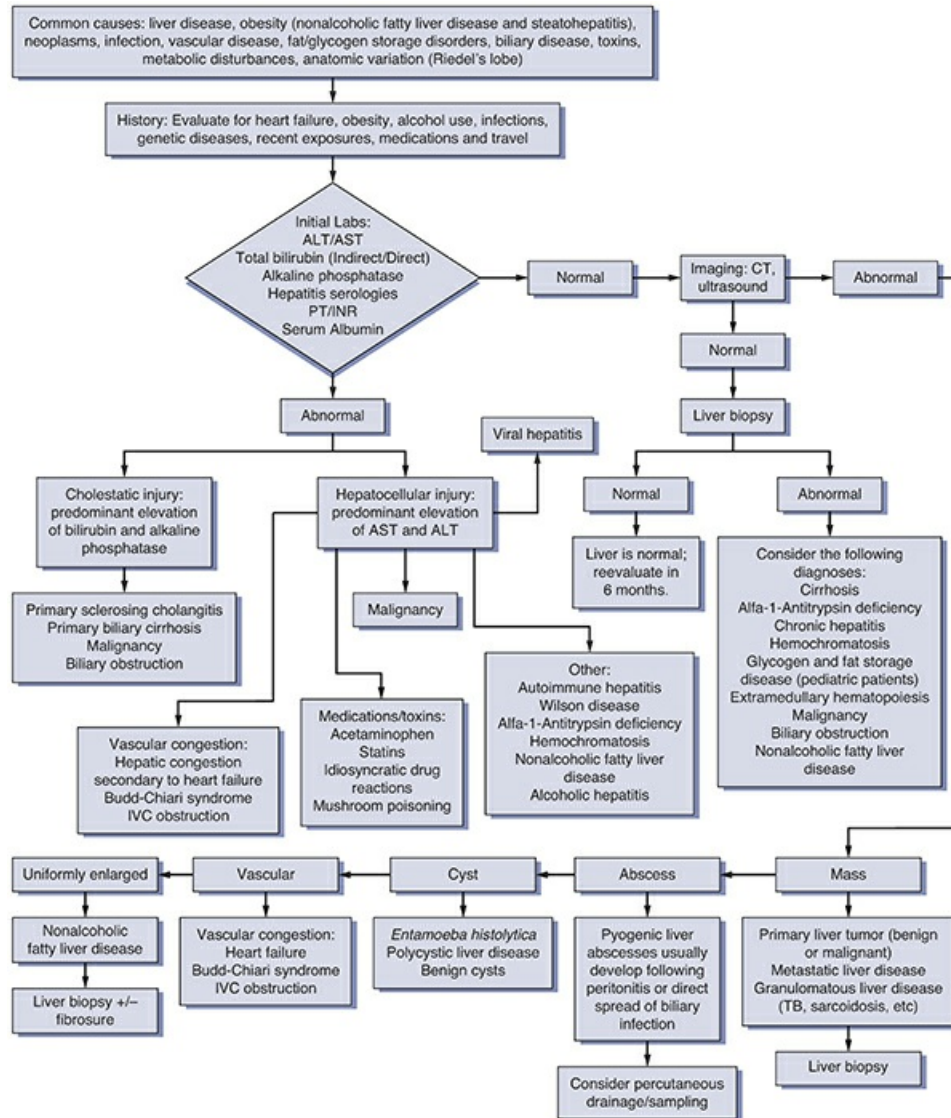 Common causes: liver disease, obesity (nonalcoholic fatty liver disease and steatohepatitis),
neoplasms, infection, vascular disease, fat/glycogen storage disorders, biliary disease, toxins,
metabolic disturbances, anatomic variation (Riedel's lobe)
History: Evaluate for heart failure, obesity, alcohol use, infections,
genetic diseases, recent exposures, medications and travel
Initial Labs:
ALT/AST
Total bilirubin (Indirect/Direct)
Alkaline phosphatase
Hepatitis serologies
PT/INR
Serum Albumin
Normal
Imaging: CT,
ultrasound
Abnormal
Normal
Liver biopsy
Normal
Liver is normal;
reevaluate in
6 months.
Abnormal
Consider the following
diagnoses:
Cirrhosis
Alfa-1-Antitrypsin deficiency
Chronic hepatitis
Hemochromatosis
Glycogen and fat storage
disease (pediatric patients)
Extramedullary hematopoiesis
Malignancy
Biliary obstruction
Nonalcoholic fatty liver
disease
Abnormal
Viral hepatitis
Cholestatic injury:
predominant elevation
of bilirubin and alkaline
phosphatase
Primary sclerosing cholangitis
Primary biliary cirrhosis
Malignancy
Biliary obstruction
Hepatocellular injury:
predominant elevation
of AST and ALT
Malignancy
Vascular congestion:
Hepatic congestion
secondary to heart failure
Budd-Chiari syndrome
IVC obstruction
Medications/toxins:
Acetaminophen
Statins
Idiosyncratic drug
reactions
Mushroom poisoning
Other:
Autoimmune hepatitis
Wilson disease
Alfa-1-Antitrypsin deficiency
Hemochromatosis
Nonalcoholic fatty liver
disease
Alcoholic hepatitis
Uniformly enlarged
Nonalcoholic
fatty liver disease
Liver biopsy +/–
fibrosure
Vascular
Vascular congestion:
Heart failure
Budd-Chiari syndrome
IVC obstruction
Cyst
Entamoeba histolytica
Polycystic liver disease
Benign cysts
Abscess
Pyogenic liver
abscesses usually
develop following
peritonitis or direct
spread of biliary
infection
Consider percutaneous
drainage/sampling
Mass
Primary liver tumor (benign
or malignant)
Metastatic liver disease
Granulomatous liver disease
(TB, sarcoidosis, etc)
Liver biopsy